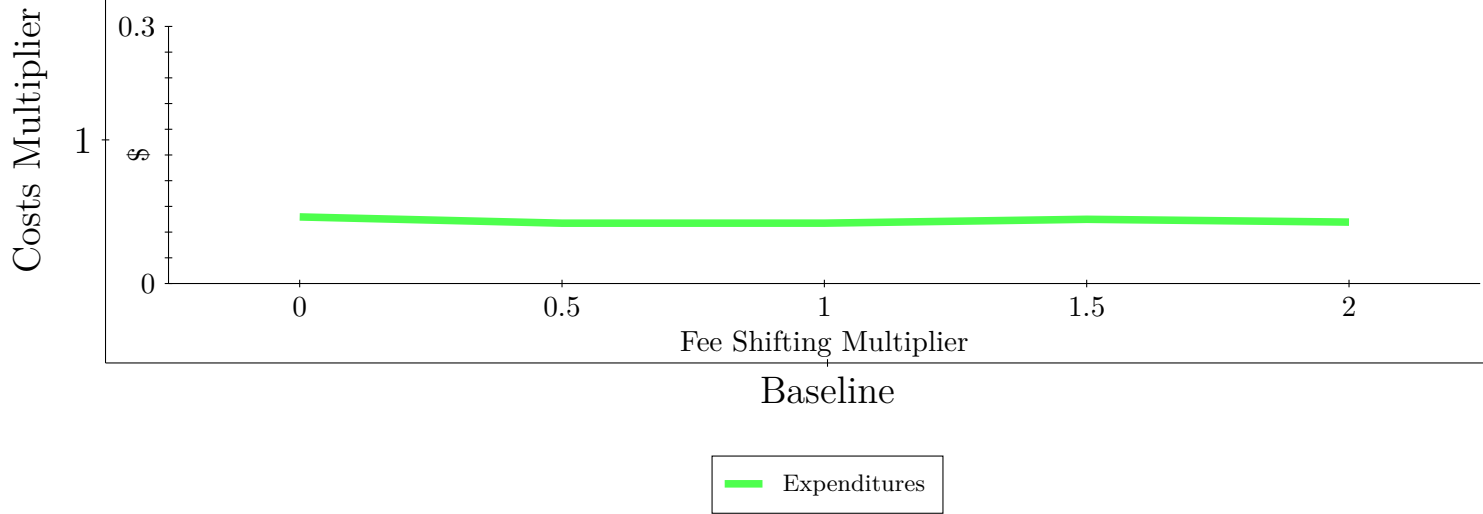 Costs Multiplier
1
$
0.3
0
0 0.5 1 1.5 2
Fee Shifting Multiplier
Baseline
Expenditures